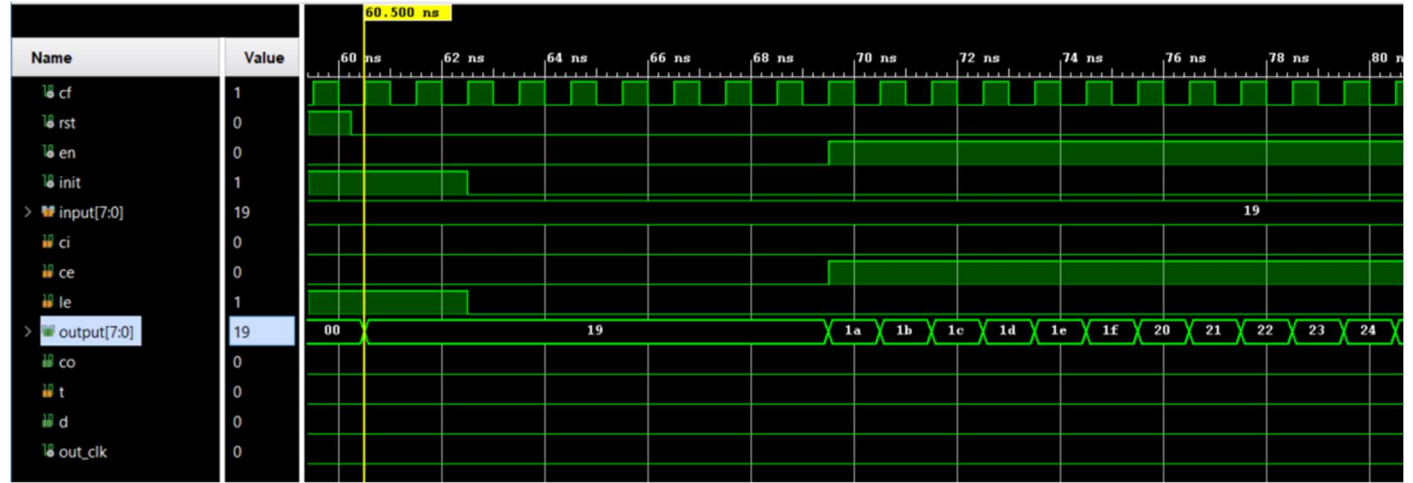 60.500 ns
Name Value
60 ns 62 ns 64 ns 66 ns 68 ns 70 ns 72 ns 74 ns 76 ns 78 ns 80 n
cf 1
rst 0
en 0
init 1
input[7:0] 19 19
ci 0
ce 0
le 1
output[7:0] 19 00 19 1a 1b 1c 1d 1e 1f 20 21 22 23 24
co 0
t 0
d 0
out_clk 0